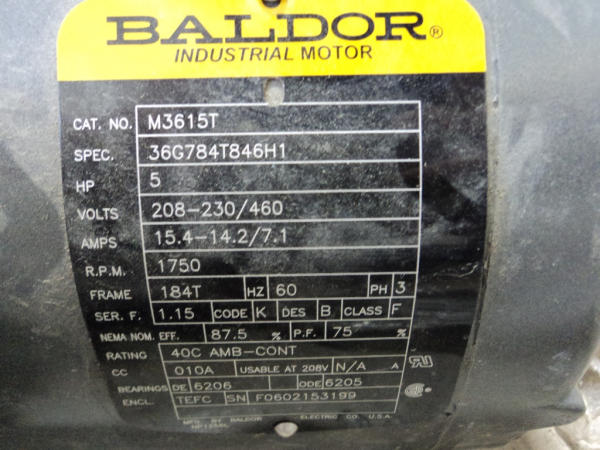 BALDOR®
INDUSTRIAL MOTOR
CAT. NO. M3615T
SPEC. 36G784T846H1
HP 5
VOLTS 208-230/460
AMPS 15.4-14.2/7.1
R.P.M. 1750
FRAME 184T HZ 60 PH 3
SER. F. 1.15 CODE K DES B CLASS F
NEMA NOM. EFF. 87.5 % P.F. 75 %
RATING 40C AMB-CONT
CC 010A USABLE AT 208V N/A A
BEARINGS DE 6206 ODE 6205
ENCL. TEFC SN F0602153199
MFG. BY BALDOR ELECTRIC CO. U.S.A.